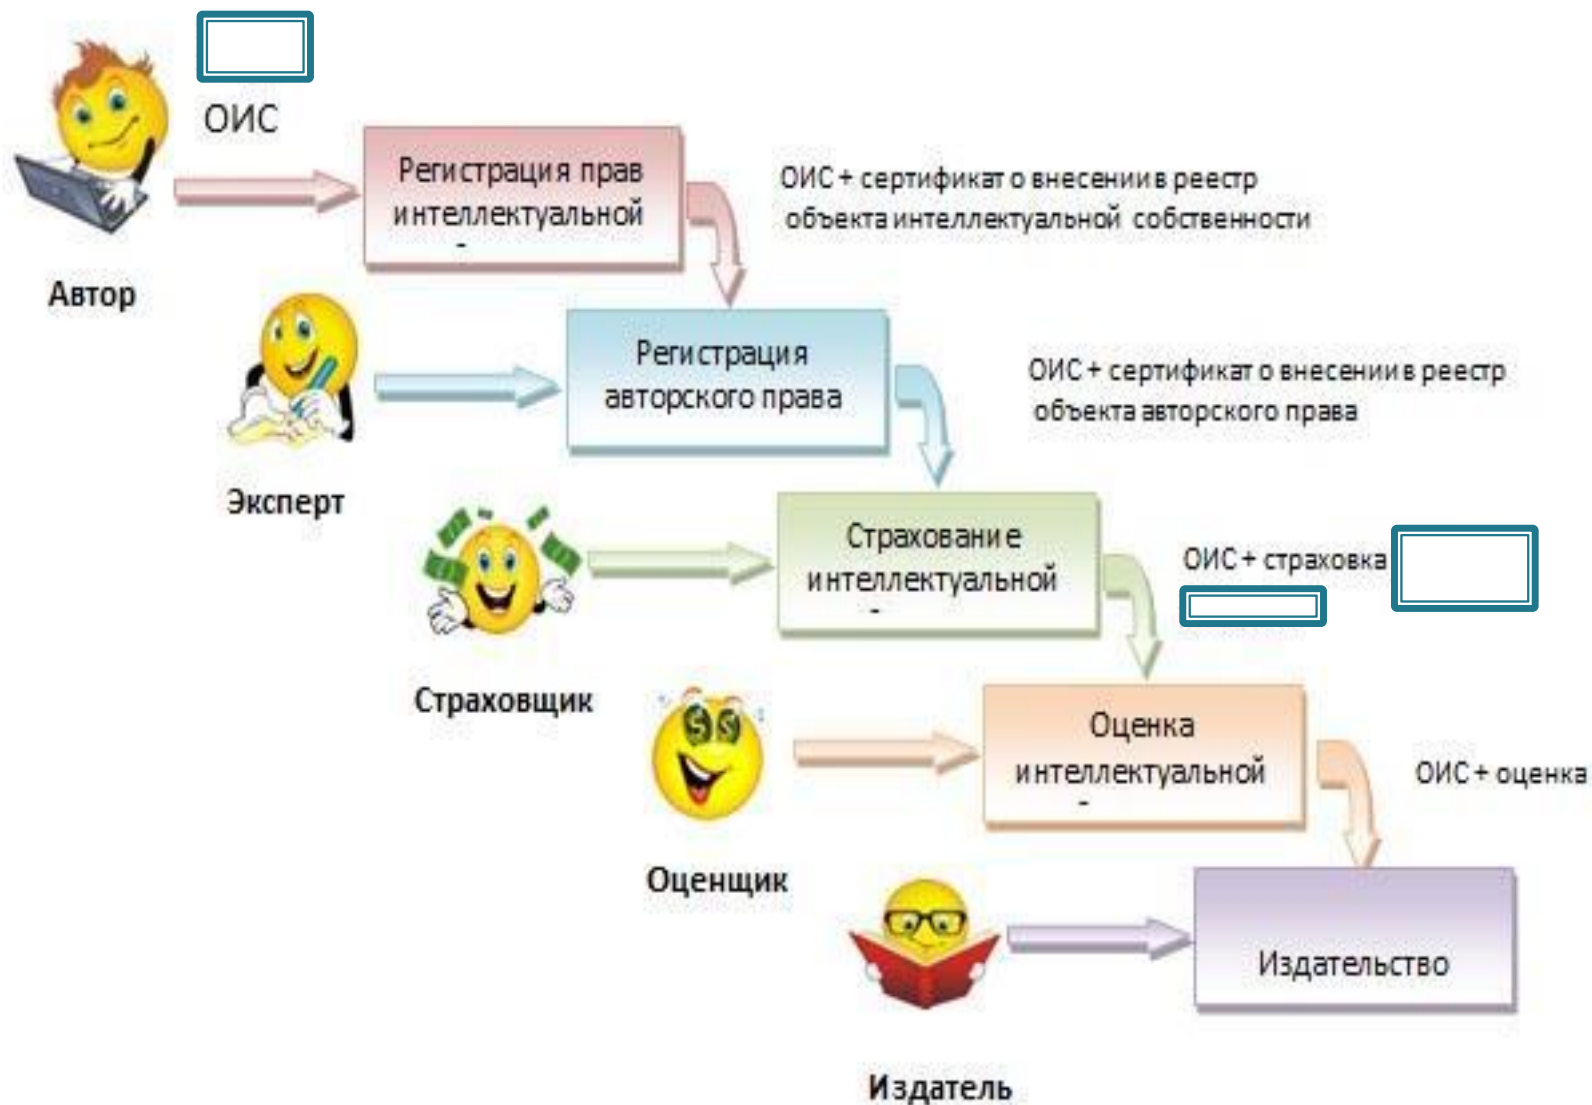 ОИС
Регистрация прав
интеллектуальной
ОИС + сертификат о внесении в реестр
объекта интеллектуальной собственности
Автор
Регистрация
авторского права
ОИС + сертификат о внесении в реестр
объекта авторского права
Эксперт
Страхование
интеллектуальной
ОИС + страховка
Страховщик
Оценка
интеллектуальной
ОИС + оценка
Оценщик
Издательство
Издатель